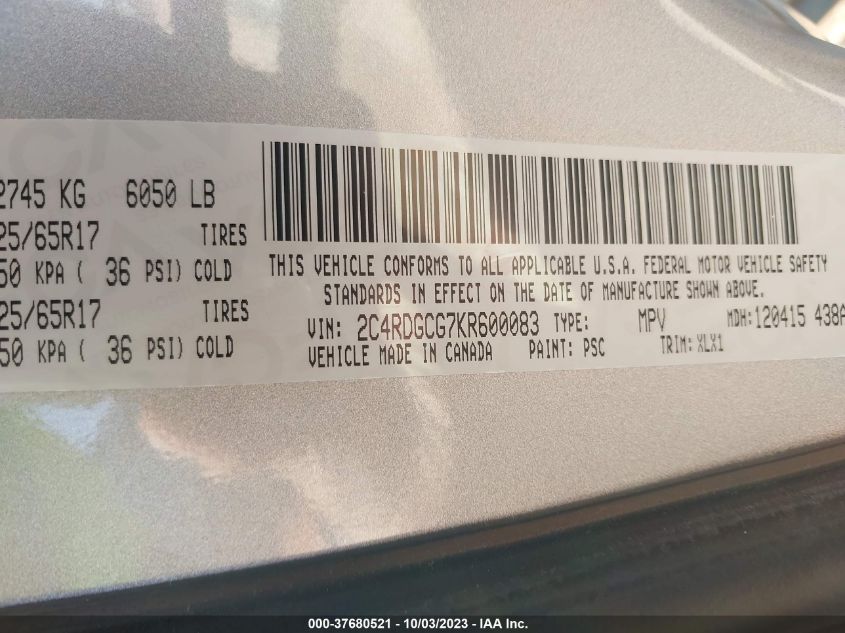 2745 KG 6050 LB
25/65R17 TIRES
50 KPA ( 36 PSI) COLD
25/65R17 TIRES
50 KPA ( 36 PSI) COLD
THIS VEHICLE CONFORMS TO ALL APPLICABLE U.S.A. FEDERAL MOTOR VEHICLE SAFETY
STANDARDS IN EFFECT ON THE DATE OF MANUFACTURE SHOWN ABOVE.
VIN: 2C4RDGCG7KR600083 TYPE: MPV MDH: 120415 438A
VEHICLE MADE IN CANADA PAINT: PSC TRIM: XLX1
000-37680521 - 10/03/2023 - IAA Inc.